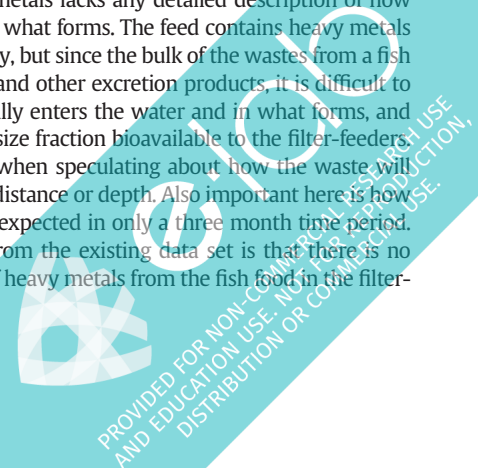 metals lacks any detailed description of how
what forms. The feed contains heavy metals
y, but since the bulk of the wastes from a fish
and other excretion products, it is difficult to
ally enters the water and in what forms, and
size fraction bioavailable to the filter-feeders.
when speculating about how the waste will
distance or depth. Also important here is how
expected in only a three month time period.
rom the existing data set is that there is no
heavy metals from the fish food in the filter-
eido
PROVIDED FOR NON-COMMERCIAL RESEARCH USE
AND EDUCATION USE. NOT FOR REPRODUCTION,
DISTRIBUTION OR COMMERCIAL USE.